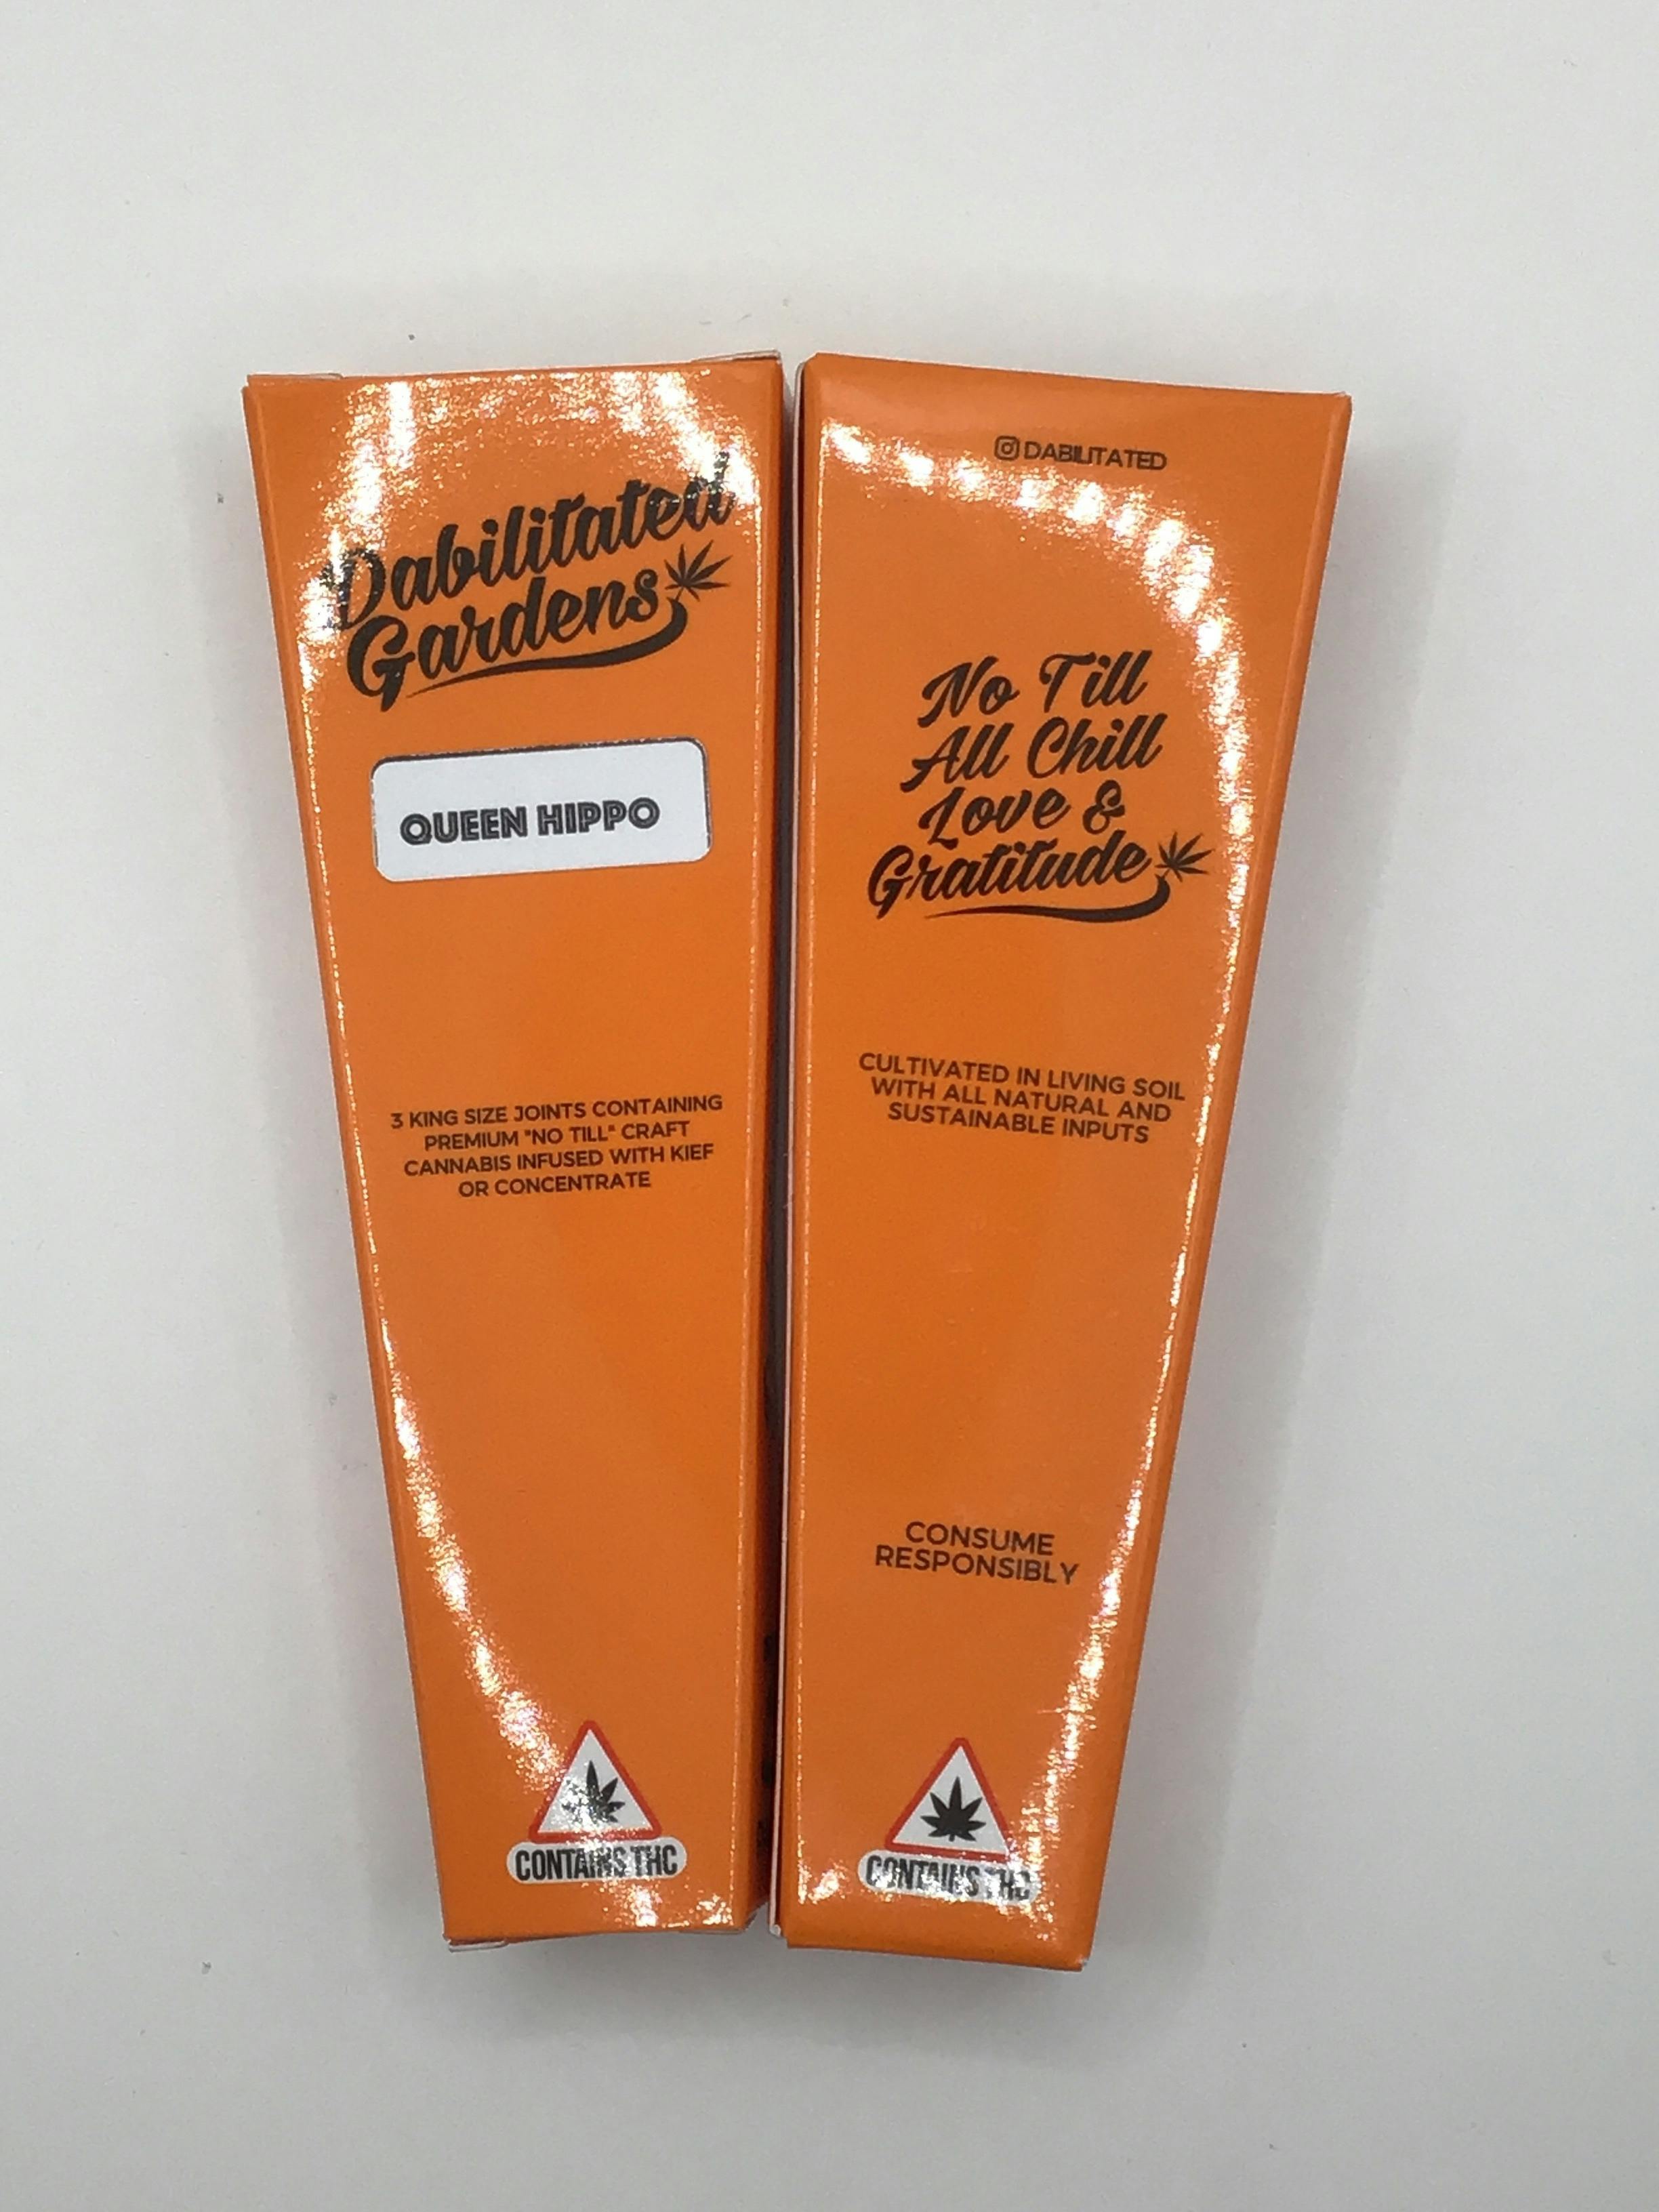 Dabilitated
Gardens
QUEEN HIPPO
3 KING SIZE JOINTS CONTAINING
PREMIUM "NO TILL" CRAFT
CANNABIS INFUSED WITH KIEF
OR CONCENTRATE
CONTAINS THC
DABILITATED
No Till
All Chill
Love &
Gratitude
CULTIVATED IN LIVING SOIL
WITH ALL NATURAL AND
SUSTAINABLE INPUTS
CONSUME
RESPONSIBLY
CONTAINS THC